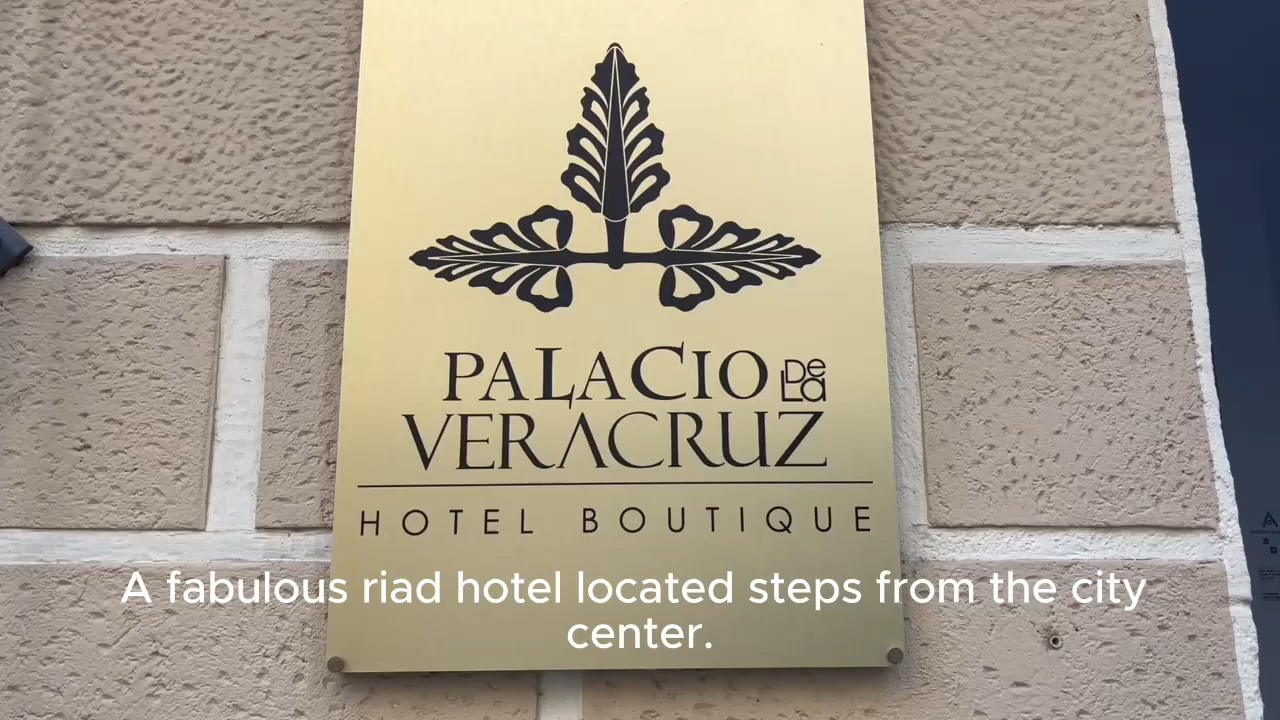 PALACIO DE LA
VERACRUZ
HOTEL BOUTIQUE
A fabulous riad hotel located steps from the city
center.